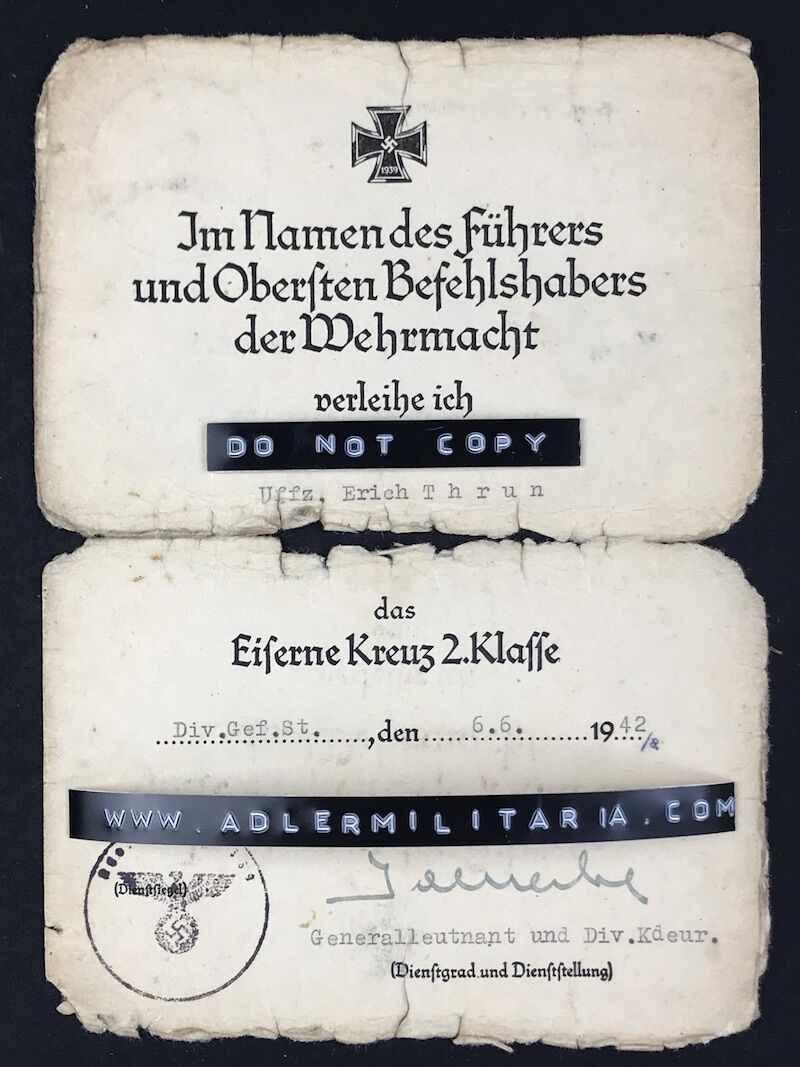 1939
Im Namen des Führers
und Oberſten Befehlshabers
der Wehrmacht
verleihe ich
DO NOT COPY
Uffz. Erich T h r u n
das
Eiſerne Kreuz 2.Klaſſe
Div.Gef.St. , den 6.6. 1942
WWW.ADLERMILITARIA.COM
(Dienſtſiegel)
Generalleutnant und Div.Kdeur.
(Dienſtgrad und Dienſtſtellung)